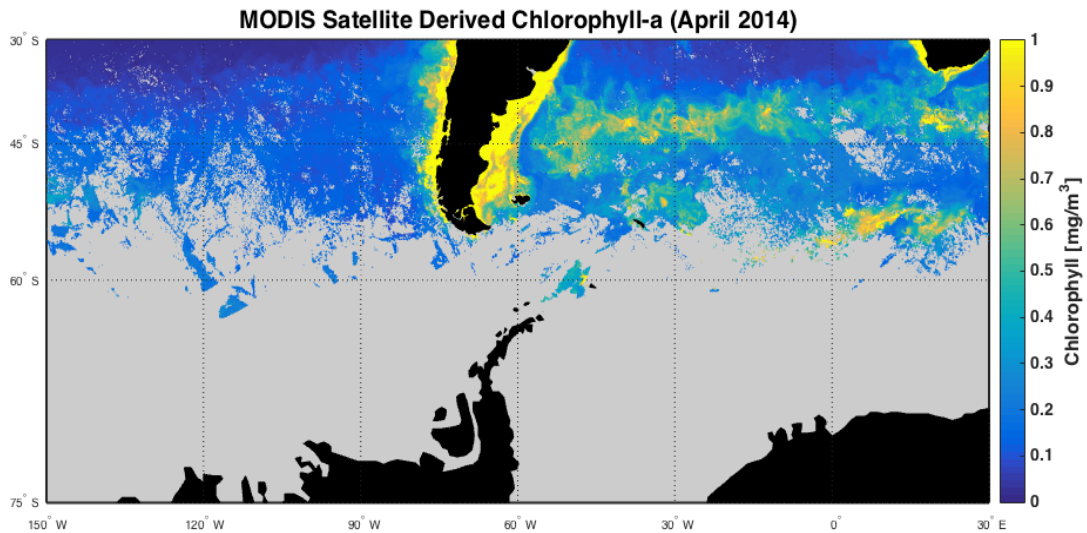 MODIS Satellite Derived Chlorophyll-a (April 2014)
30° S
45° S
60° S
75° S
150° W
120° W
90° W
60° W
30° W
0°
30° E
1
0.9
0.8
0.7
0.6
0.5
0.4
0.3
0.2
0.1
0
Chlorophyll [mg/m³]